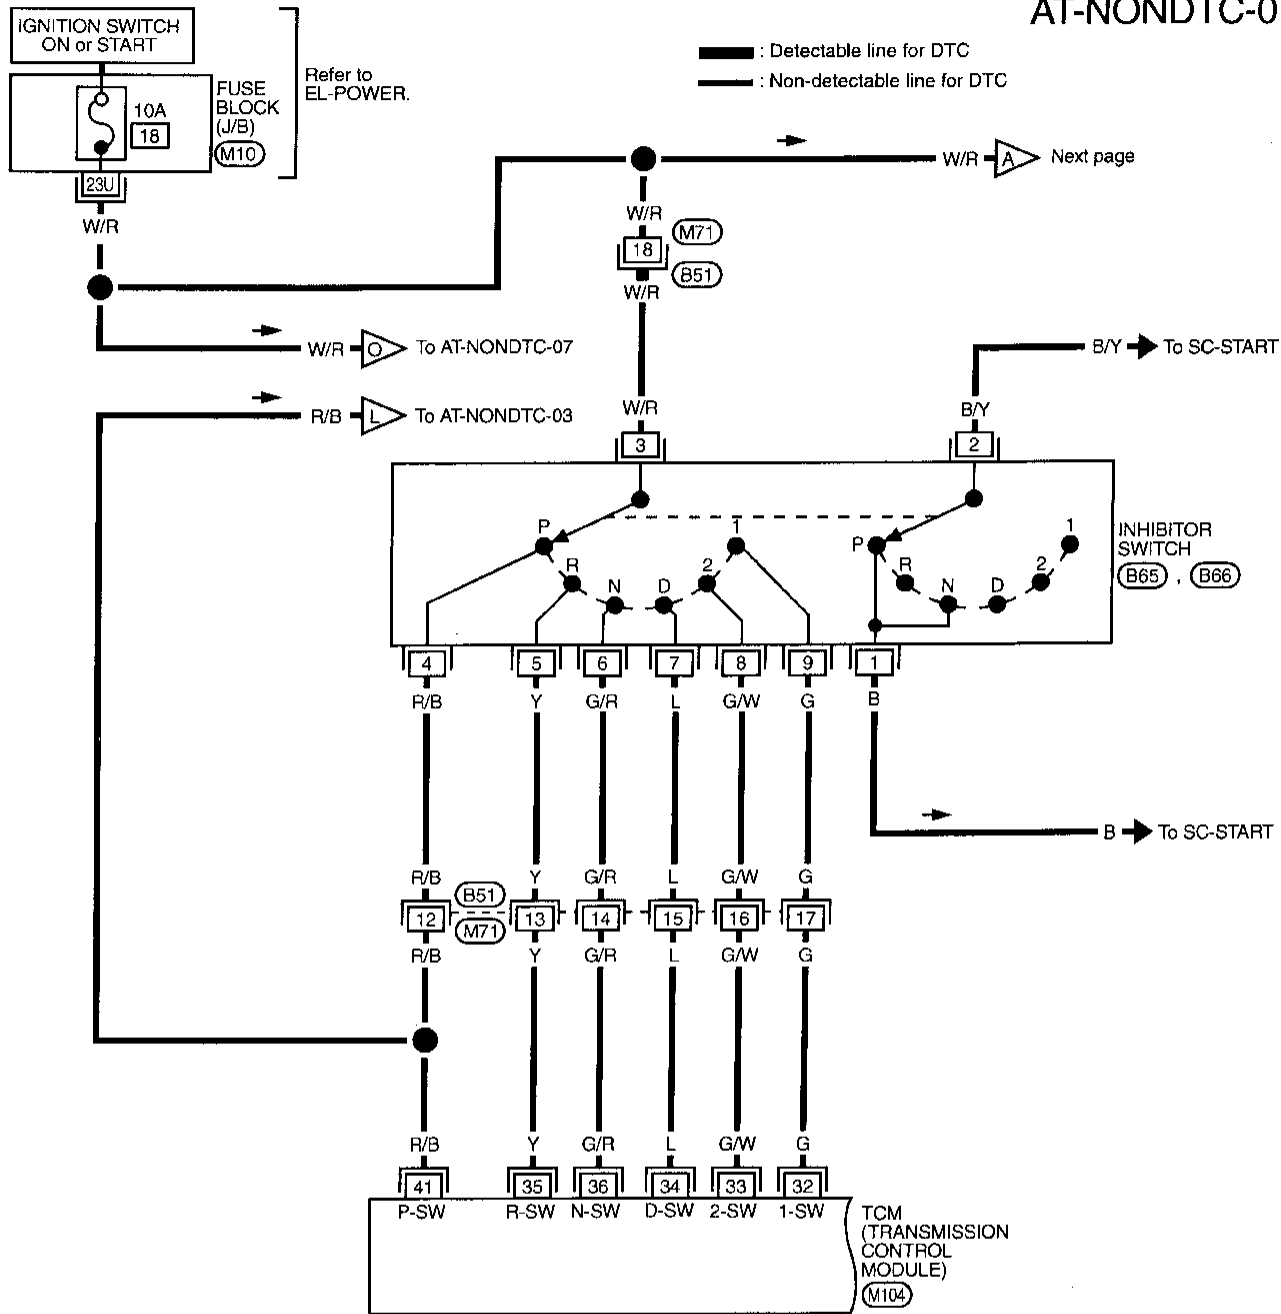 AT-NONDTC-0
IGNITION SWITCH
ON or START
: Detectable line for DTC
: Non-detectable line for DTC
Refer to
EL-POWER.
FUSE
BLOCK
(J/B)
M10
10A
18
23U
W/R
W/R
A
Next page
W/R
M71
18
B51
W/R
W/R
O
To AT-NONDTC-07
B/Y
To SC-START
R/B
L
To AT-NONDTC-03
W/R
B/Y
3
2
P
R
N
D
2
1
P
R
N
D
2
1
INHIBITOR
SWITCH
B65 , B66
4
5
6
7
8
9
1
R/B
Y
G/R
L
G/W
G
B
B
To SC-START
R/B
Y
G/R
L
G/W
G
B51
12
13
14
15
16
17
M71
R/B
Y
G/R
L
G/W
G
R/B
Y
G/R
L
G/W
G
41
35
36
34
33
32
P-SW
R-SW
N-SW
D-SW
2-SW
1-SW
TCM
(TRANSMISSION
CONTROL
MODULE)
M104